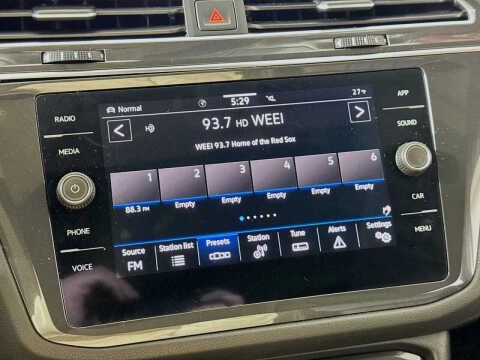 RADIO
MEDIA
PHONE
VOICE
Normal
5:29
27°F
93.7 HD WEEI
WEEI 93.7 Home of the Red Sox
1 2 3 4 5 6
88.3 FM Empty Empty Empty Empty Empty
Source Station list Presets Station Tune Alerts Settings
FM
APP
SOUND
CAR
MENU